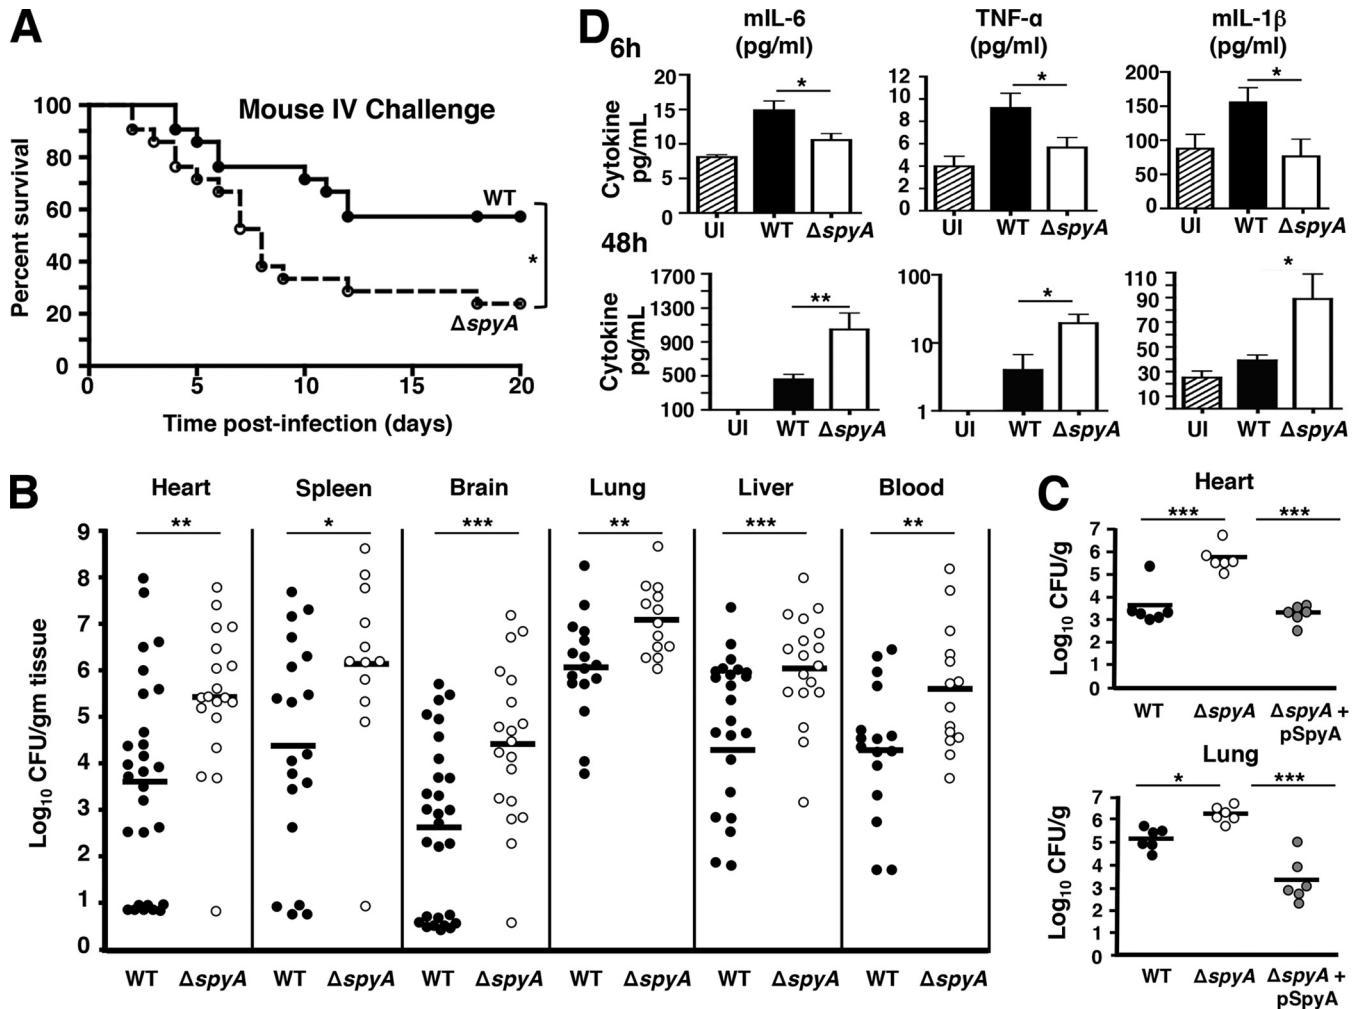 A
Mouse IV Challenge
Percent survival
100
80
60
40
20
0
WT
*
ΔspyA
0 5 10 15 20
Time post-infection (days)
D
6h
mIL-6
(pg/ml)
TNF-α
(pg/ml)
mIL-1β
(pg/ml)
Cytokine
pg/mL
20
15
10
5
0
*
UI WT ΔspyA
12
10
8
6
4
2
0
*
UI WT ΔspyA
200
150
100
50
0
*
UI WT ΔspyA
48h
Cytokine
pg/mL
1700
1300
900
500
100
**
UI WT ΔspyA
100
10
1
*
UI WT ΔspyA
110
90
70
50
30
10
*
UI WT ΔspyA
B
Heart Spleen Brain Lung Liver Blood
** * *** ** *** **
Log10 CFU/gm tissue
9
8
7
6
5
4
3
2
1
0
WT ΔspyA WT ΔspyA WT ΔspyA WT ΔspyA WT ΔspyA WT ΔspyA
C
Heart
*** ***
Log10 CFU/g
7
6
5
4
3
2
1
0
WT ΔspyA ΔspyA +
pSpyA
Lung
* ***
Log10 CFU/g
7
6
5
4
3
2
1
0
WT ΔspyA ΔspyA +
pSpyA